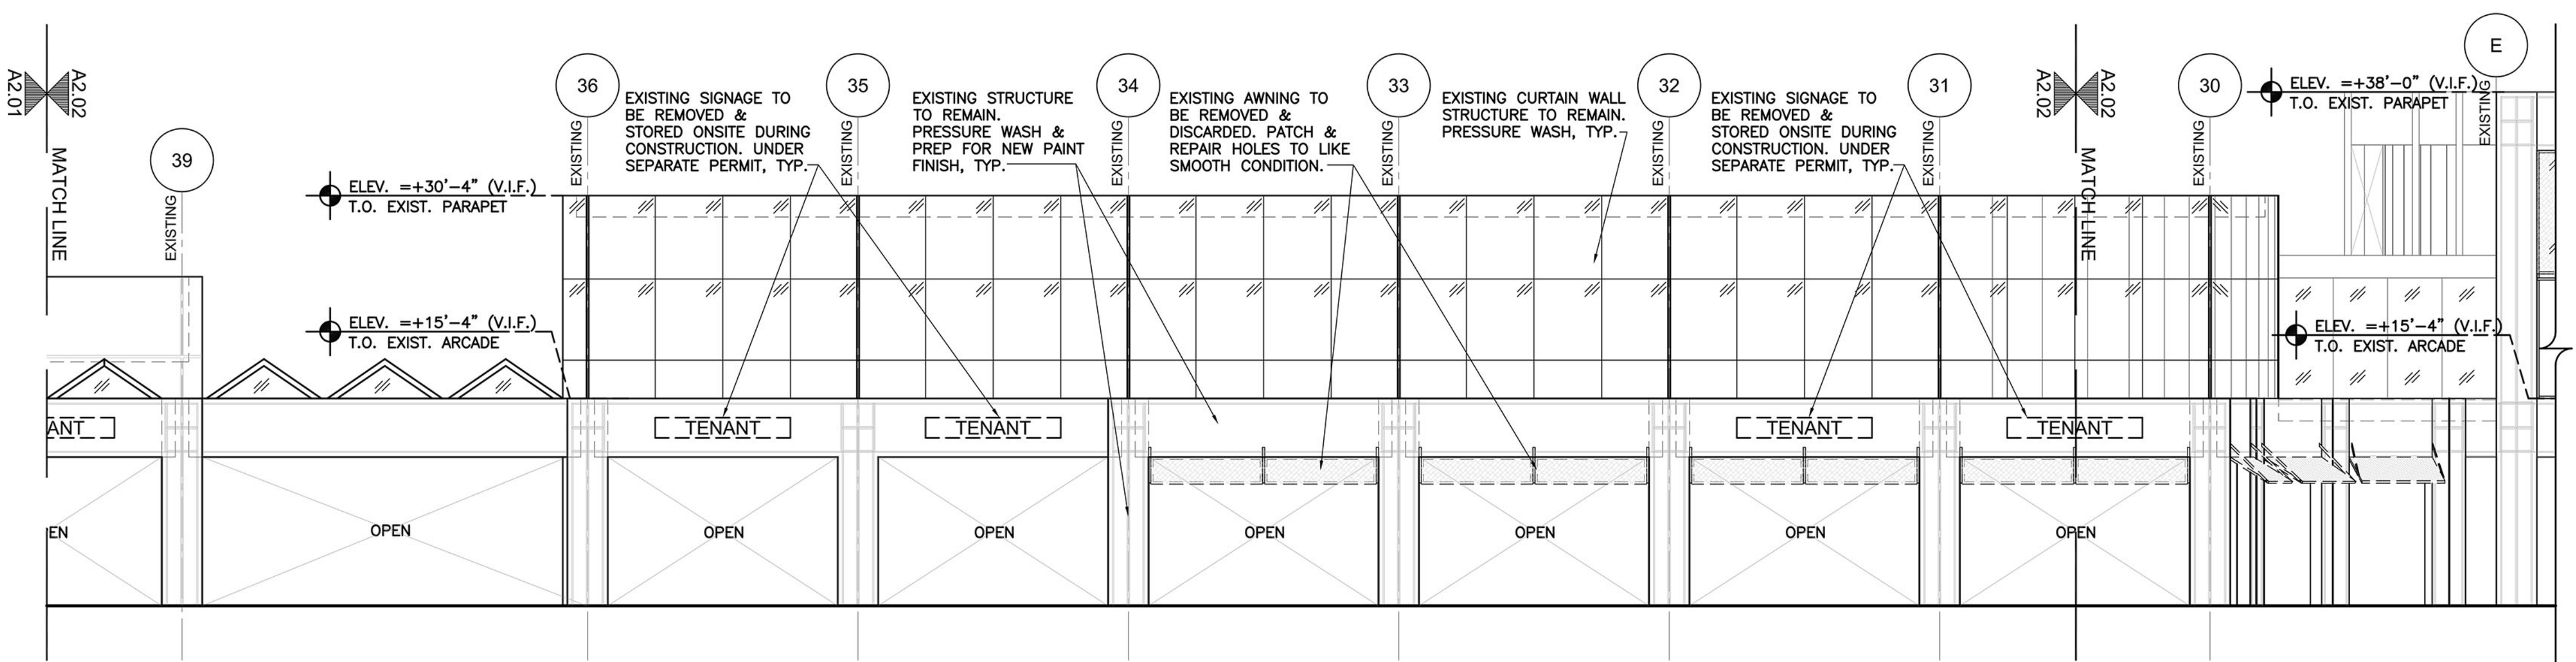 A2.01
A2.02
MATCH LINE
39
EXISTING
ELEV. =+30'-4" (V.I.F.)
T.O. EXIST. PARAPET
ELEV. =+15'-4" (V.I.F.)
T.O. EXIST. ARCADE
36
EXISTING
EXISTING SIGNAGE TO
BE REMOVED &
STORED ONSITE DURING
CONSTRUCTION. UNDER
SEPARATE PERMIT, TYP.
35
EXISTING
EXISTING STRUCTURE
TO REMAIN.
PRESSURE WASH &
PREP FOR NEW PAINT
FINISH, TYP.
34
EXISTING
EXISTING AWNING TO
BE REMOVED &
DISCARDED. PATCH &
REPAIR HOLES TO LIKE
SMOOTH CONDITION.
33
EXISTING
EXISTING CURTAIN WALL
STRUCTURE TO REMAIN.
PRESSURE WASH, TYP.
32
EXISTING
EXISTING SIGNAGE TO
BE REMOVED &
STORED ONSITE DURING
CONSTRUCTION. UNDER
SEPARATE PERMIT, TYP.
31
EXISTING
A2.02
A2.02
MATCH LINE
30
EXISTING
ELEV. =+38'-0" (V.I.F.)
T.O. EXIST. PARAPET
E
EXISTING
ELEV. =+15'-4" (V.I.F.)
T.O. EXIST. ARCADE
ANT
TENANT
TENANT
TENANT
TENANT
EN
OPEN
OPEN
OPEN
OPEN
OPEN
OPEN
OPEN